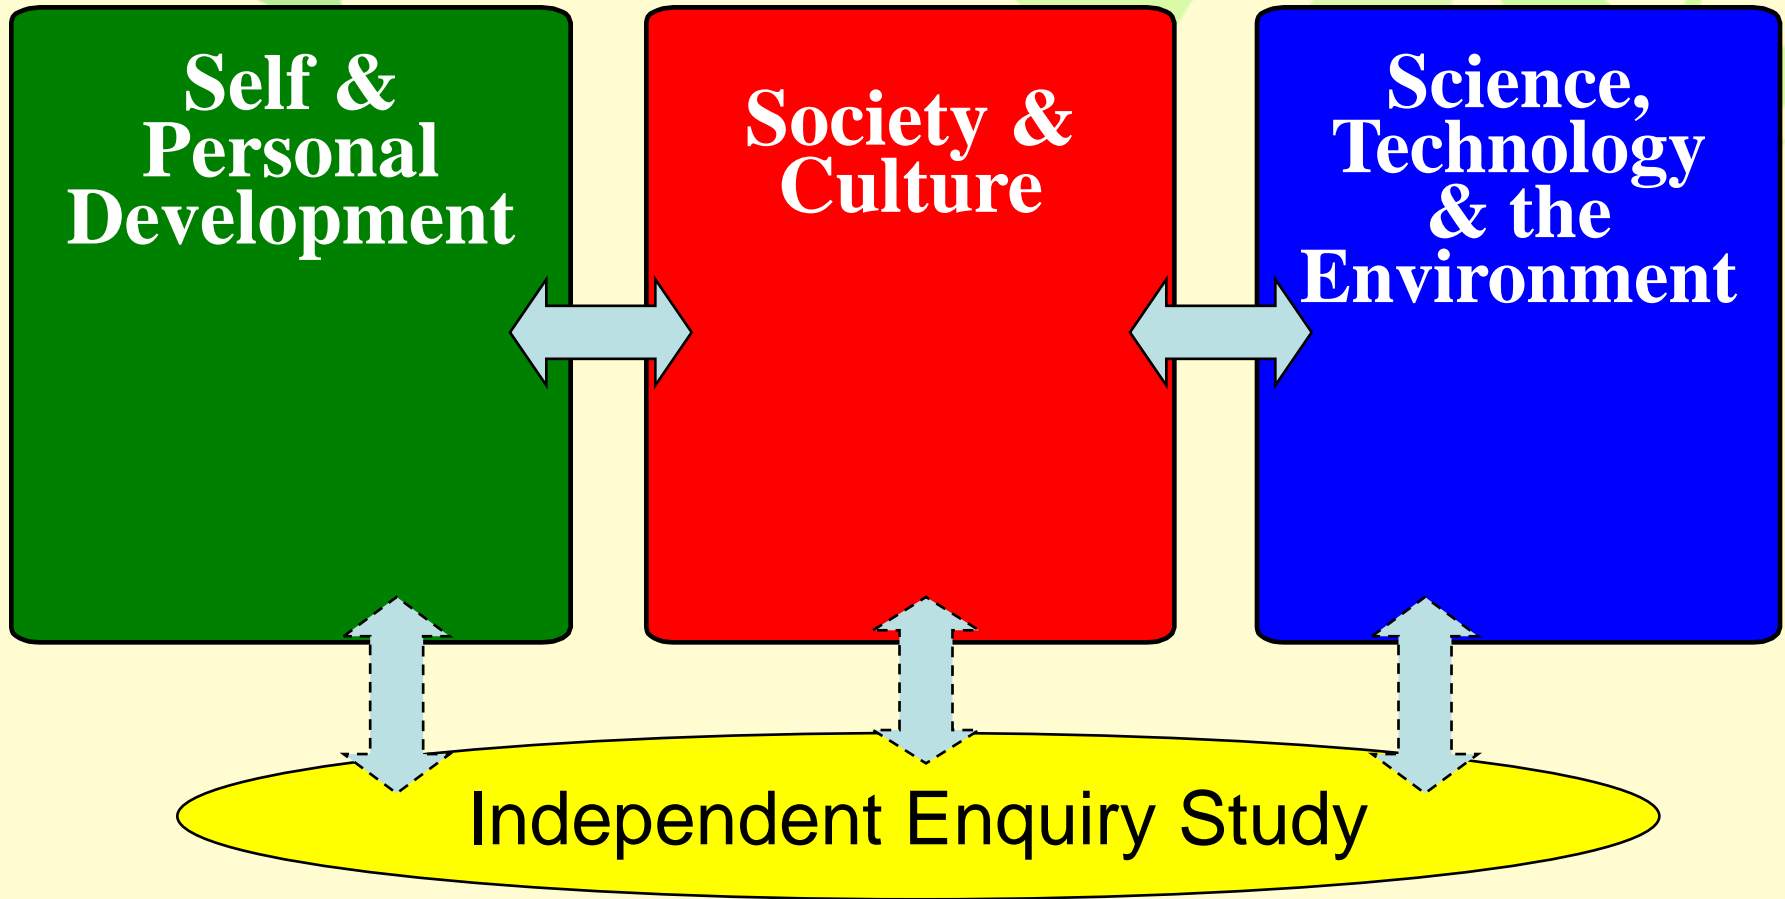 Self &
Personal
Development
Society &
Culture
Science,
Technology
& the
Environment
Independent Enquiry Study